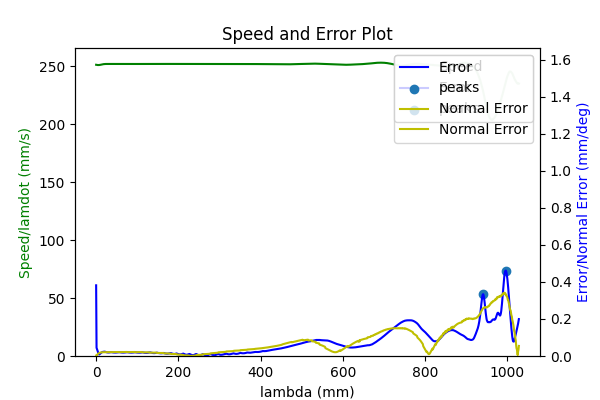 Speed and Error Plot
250
200
150
100
50
0
Speed/lamdot (mm/s)
0
200
400
600
800
1000
lambda (mm)
1.6
1.4
1.2
1.0
0.8
0.6
0.4
0.2
0.0
Error/Normal Error (mm/deg)
Error
peaks
Normal Error
Normal Error